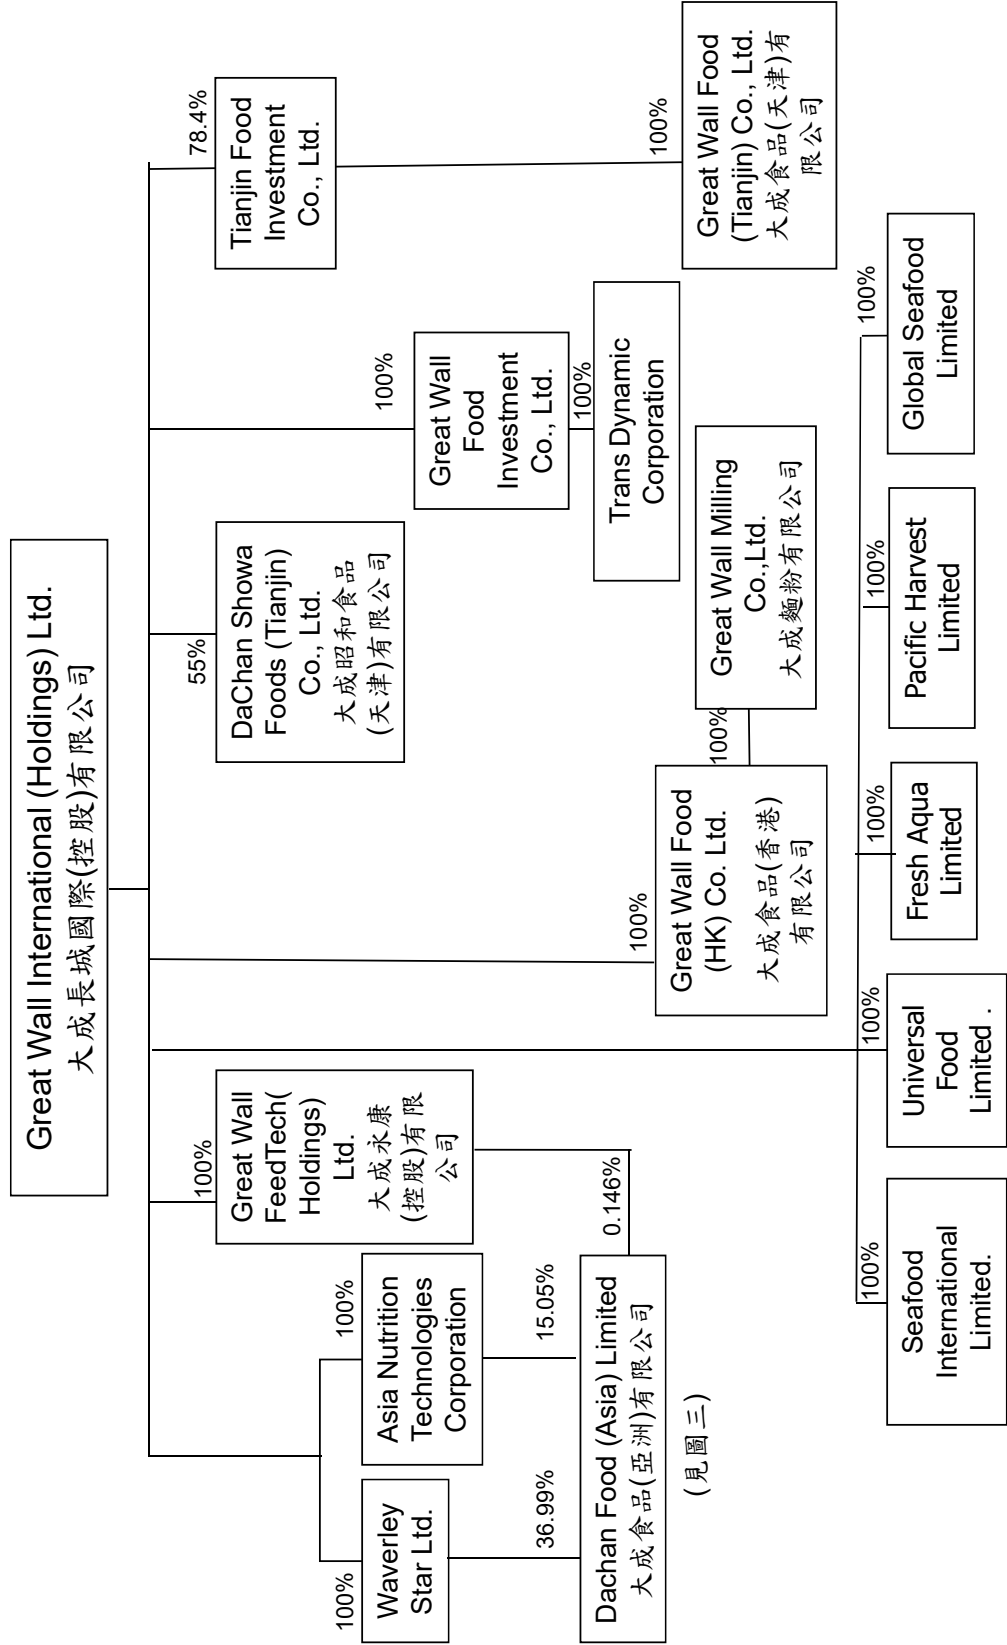 Great Wall International (Holdings) Ltd.
大成長城國際(控股)有限公司
100%
Waverley
Star Ltd.
100%
Asia Nutrition
Technologies
Corporation
36.99%
15.05%
0.146%
Dachan Food (Asia) Limited
大成食品(亞洲)有限公司
(見圖三)
100%
Great Wall
FeedTech(
Holdings)
Ltd.
大成永康
(控股)有限
公司
100%
Great Wall Food
(HK) Co. Ltd.
大成食品(香港)
有限公司
100%
Great Wall Milling
Co.,Ltd.
大成麵粉有限公司
55%
DaChan Showa
Foods (Tianjin)
Co., Ltd.
大成昭和食品
(天津)有限公司
100%
Great Wall
Food
Investment
Co., Ltd.
100%
Trans Dynamic
Corporation
78.4%
Tianjin Food
Investment
Co., Ltd.
100%
Great Wall Food
(Tianjin) Co., Ltd.
大成食品(天津)有
限公司
100%
Seafood
International
Limited.
100%
Universal
Food
Limited .
100%
Fresh Aqua
Limited
100%
Pacific Harvest
Limited
100%
Global Seafood
Limited